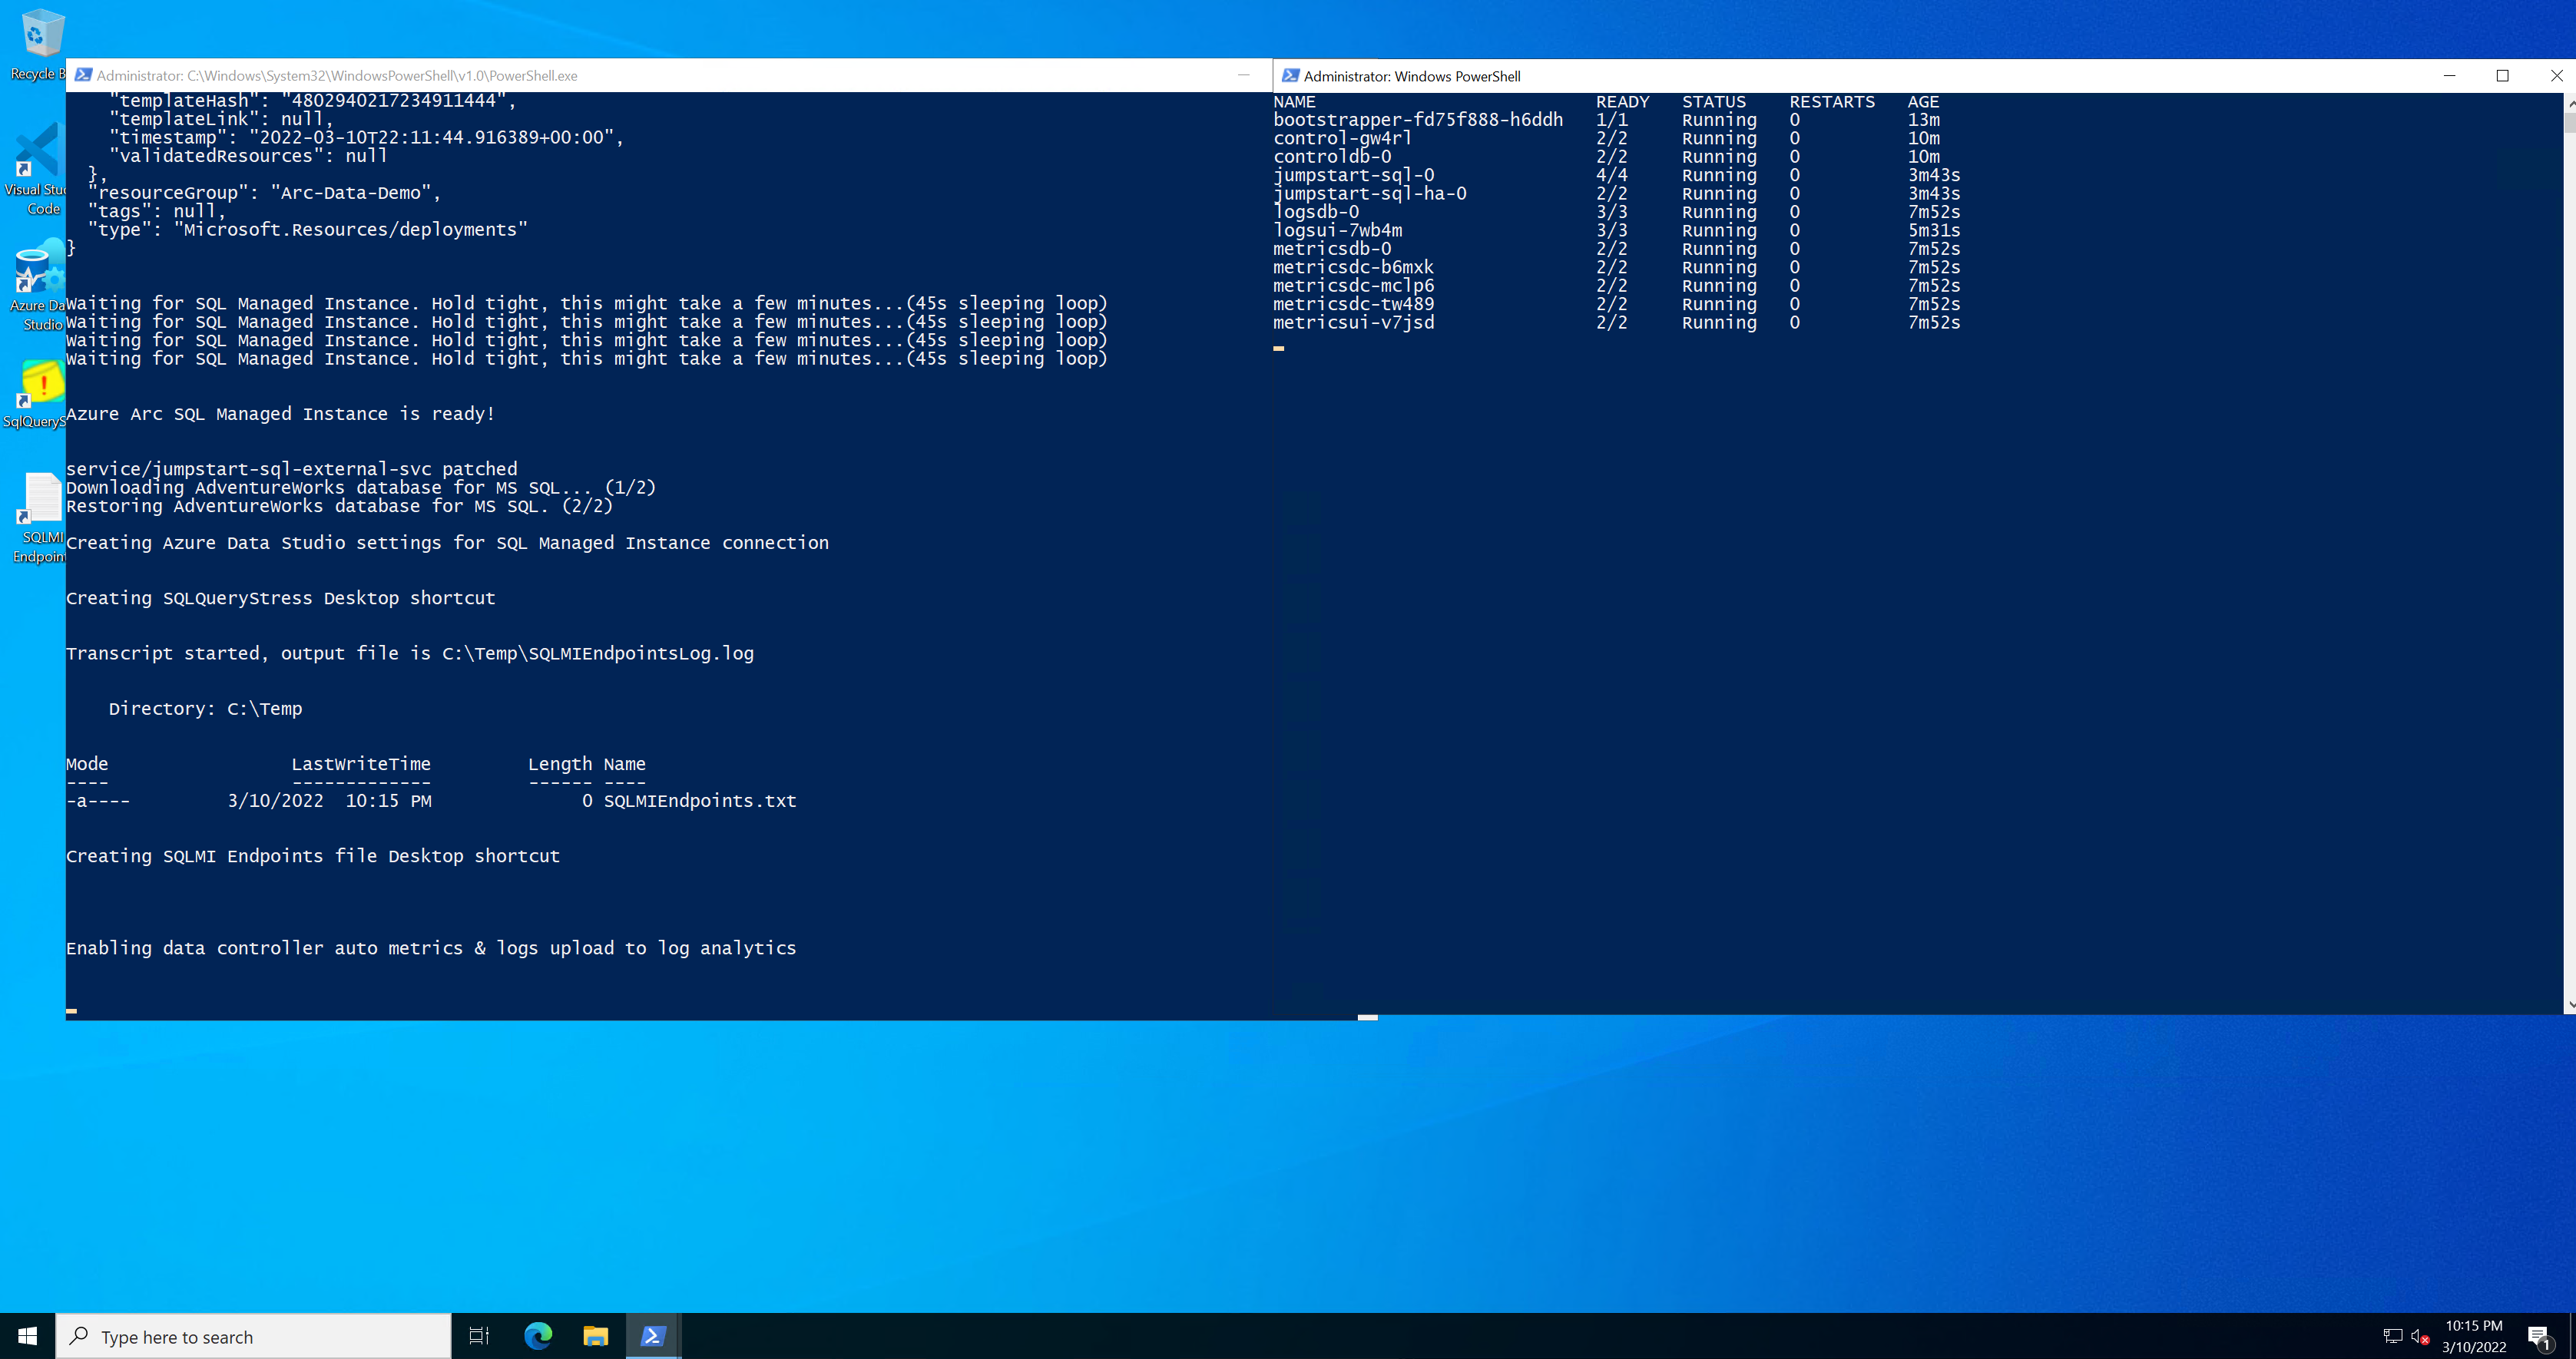 Recycle B
Visual Stu
Code
Azure Da
Studio
SqlQueryS
SQLMI
Endpoin
Administrator: C:\Windows\System32\WindowsPowerShell\v1.0\PowerShell.exe
"templateHash": "4802940217234911444",
"templateLink": null,
"timestamp": "2022-03-10T22:11:44.916389+00:00",
"validatedResources": null
},
"resourceGroup": "Arc-Data-Demo",
"tags": null,
"type": "Microsoft.Resources/deployments"
}
Waiting for SQL Managed Instance. Hold tight, this might take a few minutes...(45s sleeping loop)
Waiting for SQL Managed Instance. Hold tight, this might take a few minutes...(45s sleeping loop)
Waiting for SQL Managed Instance. Hold tight, this might take a few minutes...(45s sleeping loop)
Waiting for SQL Managed Instance. Hold tight, this might take a few minutes...(45s sleeping loop)
Azure Arc SQL Managed Instance is ready!
service/jumpstart-sql-external-svc patched
Downloading AdventureWorks database for MS SQL... (1/2)
Restoring AdventureWorks database for MS SQL. (2/2)
Creating Azure Data Studio settings for SQL Managed Instance connection
Creating SQLQueryStress Desktop shortcut
Transcript started, output file is C:\Temp\SQLMIEndpointsLog.log
Directory: C:\Temp
Mode LastWriteTime Length Name
---- ------------- ------ ----
-a---- 3/10/2022 10:15 PM 0 SQLMIEndpoints.txt
Creating SQLMI Endpoints file Desktop shortcut
Enabling data controller auto metrics & logs upload to log analytics
Administrator: Windows PowerShell
NAME READY STATUS RESTARTS AGE
bootstrapper-fd75f888-h6ddh 1/1 Running 0 13m
control-gw4rl 2/2 Running 0 10m
controldb-0 2/2 Running 0 10m
jumpstart-sql-0 4/4 Running 0 3m43s
jumpstart-sql-ha-0 2/2 Running 0 3m43s
logsdb-0 3/3 Running 0 7m52s
logsui-7wb4m 3/3 Running 0 5m31s
metricsdb-0 2/2 Running 0 7m52s
metricsdc-b6mxk 2/2 Running 0 7m52s
metricsdc-mclp6 2/2 Running 0 7m52s
metricsdc-tw489 2/2 Running 0 7m52s
metricsui-v7jsd 2/2 Running 0 7m52s
Type here to search
10:15 PM
3/10/2022
1